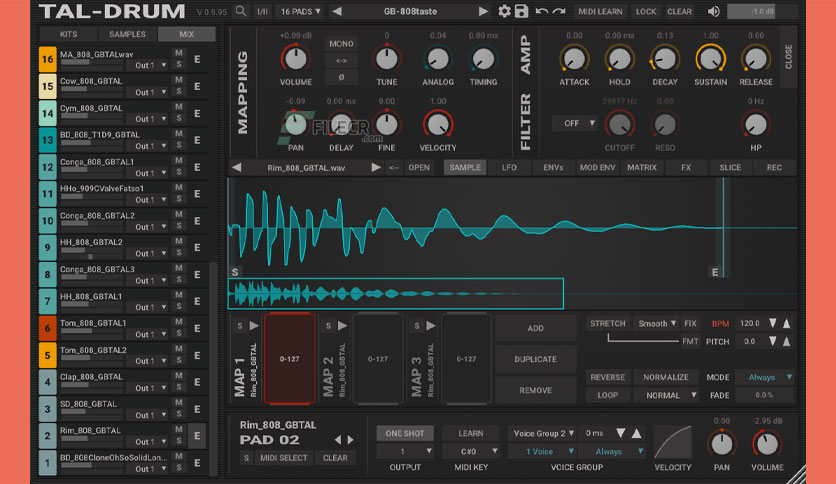 TAL-DRUM V 0.9.95 I/II 16 PADS GB-808taste MIDI LEARN LOCK CLEAR -1.6 dB
KITS SAMPLES MIX
16 MA_808_GBTAL.wav Out 1 M S E
15 Cow_808_GBTAL Out 1 M S E
14 Cym_808_GBTAL Out 1 M S E
13 BD_808_T1D9_GBTAL Out 1 M S E
12 Conga_808_GBTAL1 Out 1 M S E
11 HHo_909CValveFatso1 Out 1 M S E
10 Conga_808_GBTAL2 Out 1 M S E
9 HH_808_GBTAL2 Out 1 M S E
8 Conga_808_GBTAL3 Out 1 M S E
7 HH_808_GBTAL1 Out 1 M S E
6 Tom_808_GBTAL1 Out 1 M S E
5 Tom_808_GBTAL2 Out 1 M S E
4 Clap_808_GBTAL Out 1 M S E
3 SD_808_GBTAL Out 1 M S E
2 Rim_808_GBTAL Out 1 M S E
1 BD_808CloneOhSoSolidLon... Out 1 M S E
MAPPING
+0.00 dB MONO 0 0.04 0.00 ms
<->
Ø
VOLUME TUNE ANALOG TIMING
-0.09 0.00 ms 0.00 1.00
PAN DELAY FINE VELOCITY
FILECR .com
AMP
0.00 ms 0.00 ms 0.13 1.00 0.00 ms
ATTACK HOLD DECAY SUSTAIN RELEASE
CLOSE
FILTER
29817 Hz 0.00 0 Hz
OFF
CUTOFF RESO HP
Rim_808_GBTAL.wav <-- OPEN SAMPLE LFO ENVs MOD ENV MATRIX FX SLICE REC
S E
S MAP 1 Rim_808_GBTAL 0-127
S MAP 2 Rim_808_GBTAL 0-127
S MAP 3 Rim_808_GBTAL 0-127
ADD
DUPLICATE
REMOVE
STRETCH Smooth FIX BPM 120.0
FMT PITCH 0.0
REVERSE NORMALIZE MODE Always
LOOP NORMAL FADE 0.0 %
Rim_808_GBTAL
PAD 02
S MIDI SELECT CLEAR
ONE SHOT LEARN Voice Group 2 0 ms 0.00 -2.95 dB
1 C#0 1 Voice Always
OUTPUT MIDI KEY VOICE GROUP VELOCITY PAN VOLUME